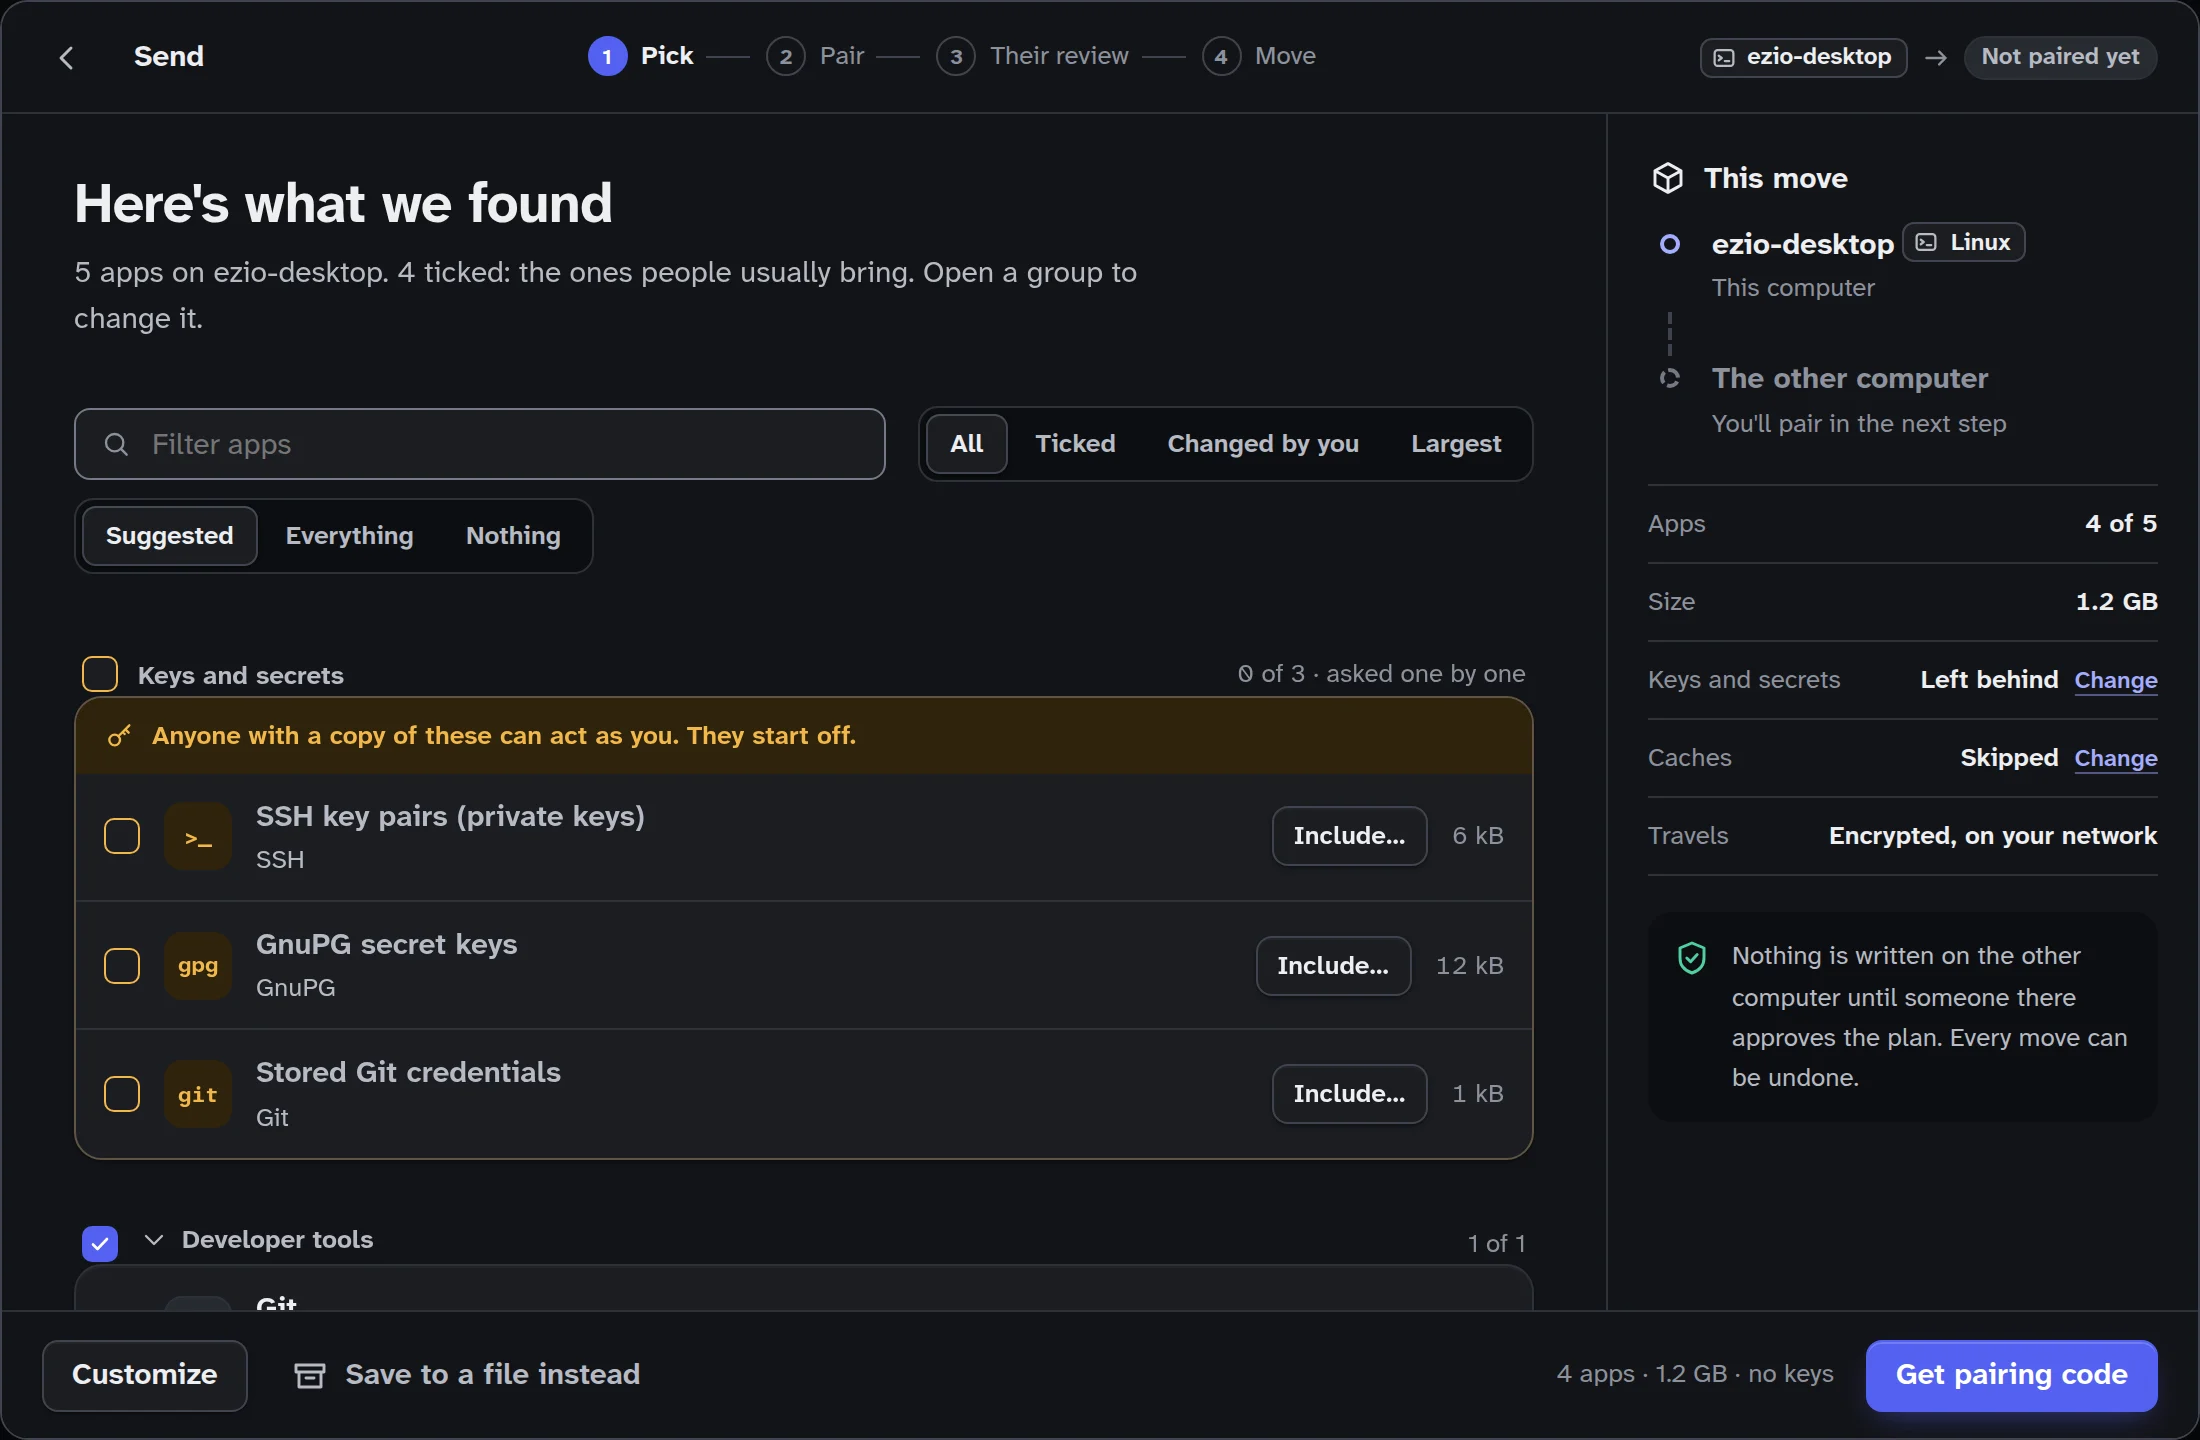 Send
1 Pick
2 Pair
3 Their review
4 Move
ezio-desktop → Not paired yet
Here's what we found
5 apps on ezio-desktop. 4 ticked: the ones people usually bring. Open a group to
change it.
Filter apps
All Ticked Changed by you Largest
Suggested Everything Nothing
Keys and secrets
0 of 3 · asked one by one
Anyone with a copy of these can act as you. They start off.
>_
SSH key pairs (private keys)
SSH
Include... 6 kB
gpg
GnuPG secret keys
GnuPG
Include... 12 kB
git
Stored Git credentials
Git
Include... 1 kB
Developer tools
1 of 1
Git
This move
ezio-desktop Linux
This computer
The other computer
You'll pair in the next step
Apps 4 of 5
Size 1.2 GB
Keys and secrets Left behind Change
Caches Skipped Change
Travels Encrypted, on your network
Nothing is written on the other
computer until someone there
approves the plan. Every move can
be undone.
Customize
Save to a file instead
4 apps · 1.2 GB · no keys
Get pairing code